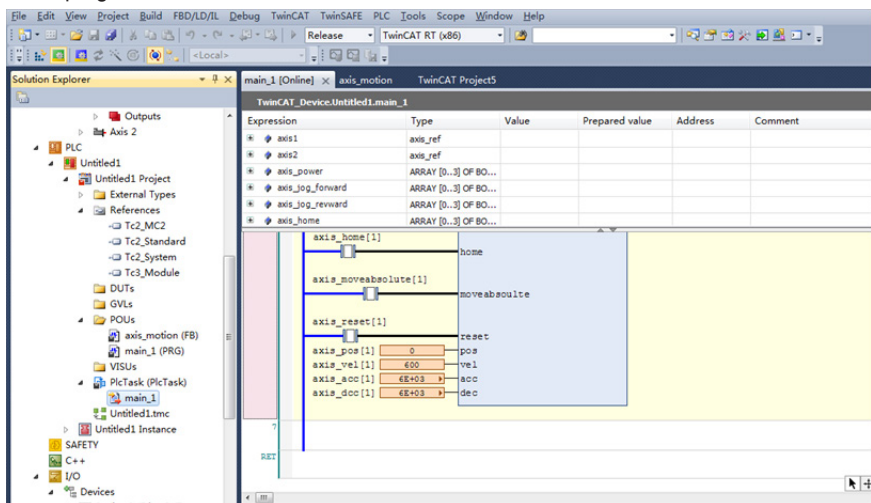 File Edit View Project Build FBD/LD/IL Debug TwinCAT TwinSAFE PLC Tools Scope Window Help
Release TwinCAT RT (x86)
<Local>
Solution Explorer
main_1 [Online] axis_motion TwinCAT Project5
TwinCAT_Device.Untitled1.main_1
Expression Type Value Prepared value Address Comment
axis1 axis_ref
axis2 axis_ref
axis_power ARRAY [0..3] OF BO...
axis_jog_forward ARRAY [0..3] OF BO...
axis_jog_revward ARRAY [0..3] OF BO...
axis_home ARRAY [0..3] OF BO...
Outputs
Axis 2
PLC
Untitled1
Untitled1 Project
External Types
References
Tc2_MC2
Tc2_Standard
Tc2_System
Tc3_Module
DUTs
GVLs
POUs
axis_motion (FB)
main_1 (PRG)
VISUs
PlcTask (PlcTask)
main_1
Untitled1.tmc
Untitled1 Instance
SAFETY
C++
I/O
Devices
axis_home[1]
home
axis_moveabsolute[1]
moveabsoulte
axis_reset[1]
reset
axis_pos[1] 0 pos
axis_vel[1] 600 vel
axis_acc[1] 6E+03 acc
axis_dcc[1] 6E+03 dec
7
RET